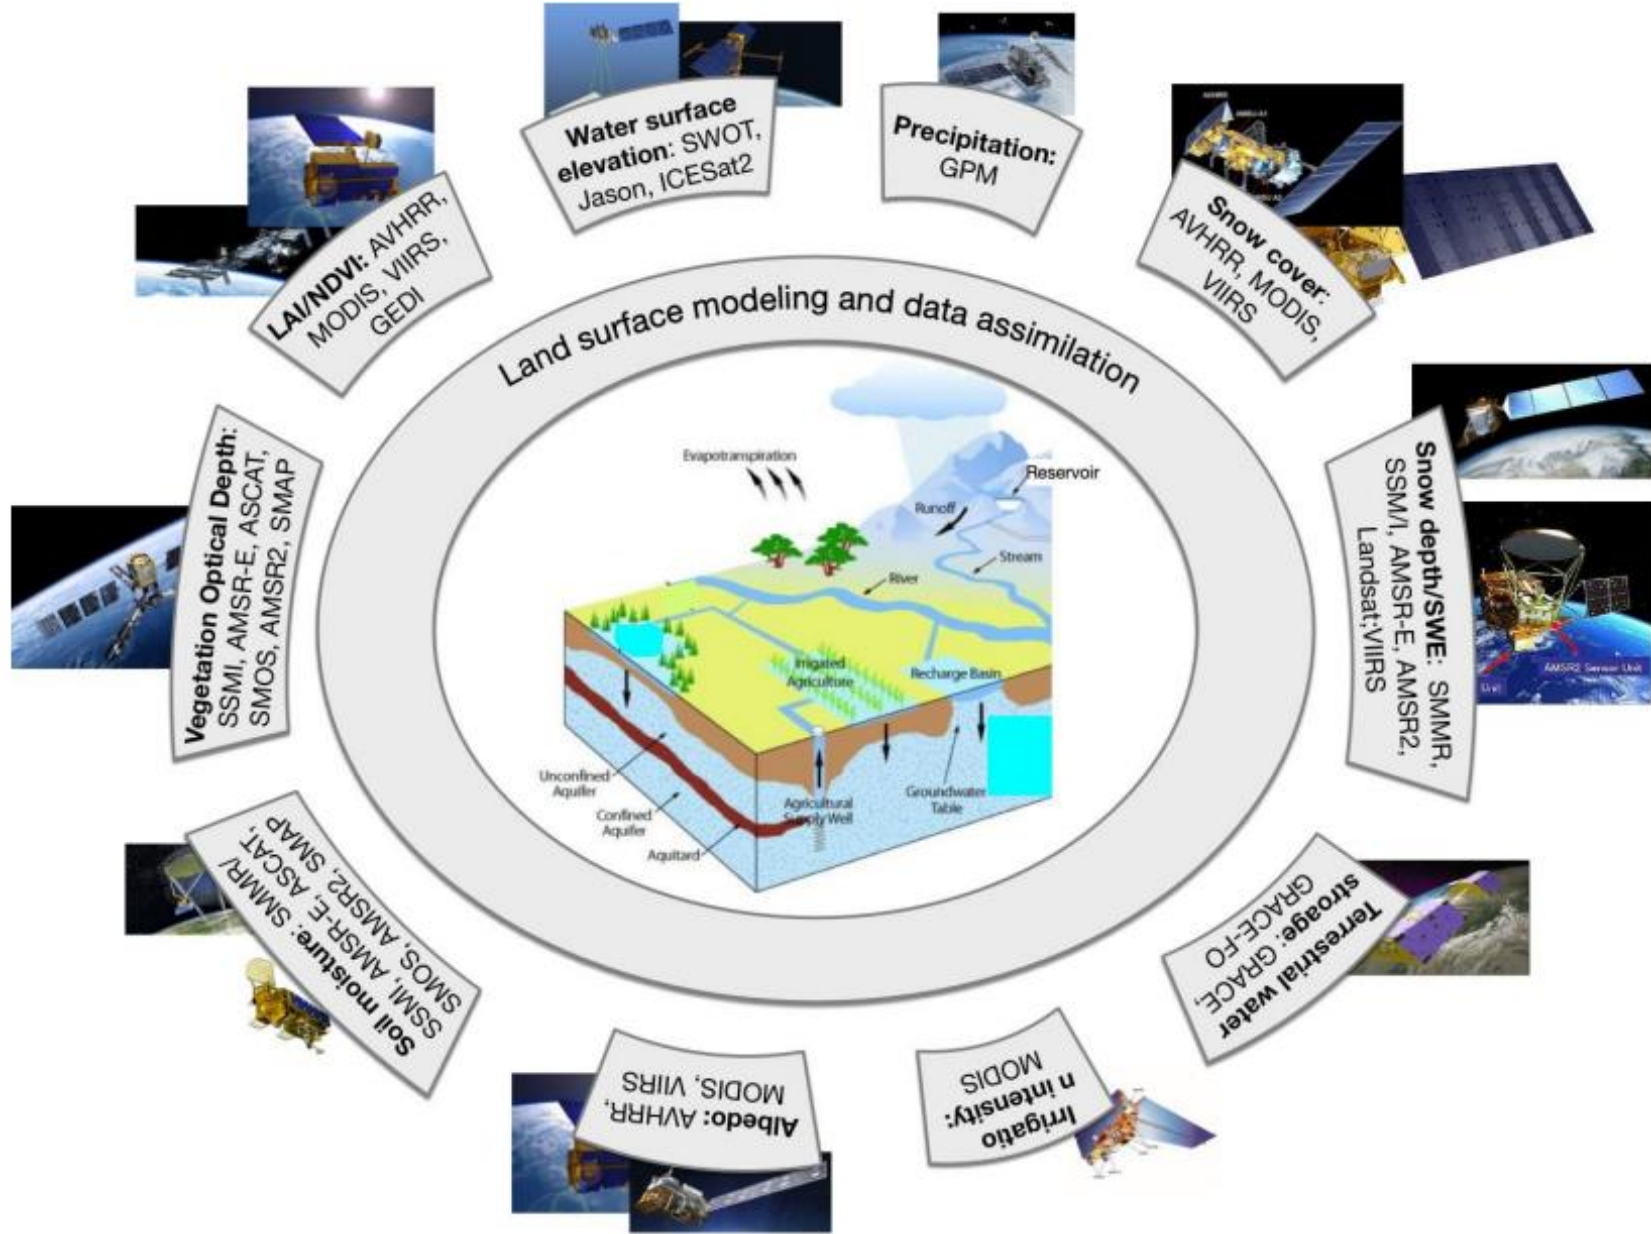 Water surface
elevation: SWOT,
Jason, ICESat2
Precipitation:
GPM
Snow cover:
AVHRR, MODIS,
VIIRS
Snow depth/SWE: SMMR,
SSM/I, AMSR-E, AMSR2,
Landsat;VIIRS
AMSR2 Sensor Unit
Unit
Terrestrial water
stroage: GRACE,
GRACE-FO
Irrigatio
n intensity:
MODIS
Albedo: AVHRR,
MODIS, VIIRS
Soil moisture: SMMR/
SSMI, AMSR-E, ASCAT,
SMOS, AMSR2, SMAP
Vegetation Optical Depth:
SSMI, AMSR-E, ASCAT,
SMOS, AMSR2, SMAP
LAI/NDVI: AVHRR,
MODIS, VIIRS,
GEDI
Land surface modeling and data assimilation
Evapotranspiration
Reservoir
Runoff
Stream
River
Irrigated
Agriculture
Recharge Basin
Unconfined
Aquifer
Confined
Aquifer
Aquitard
Agricultural
Supply Well
Groundwater
Table